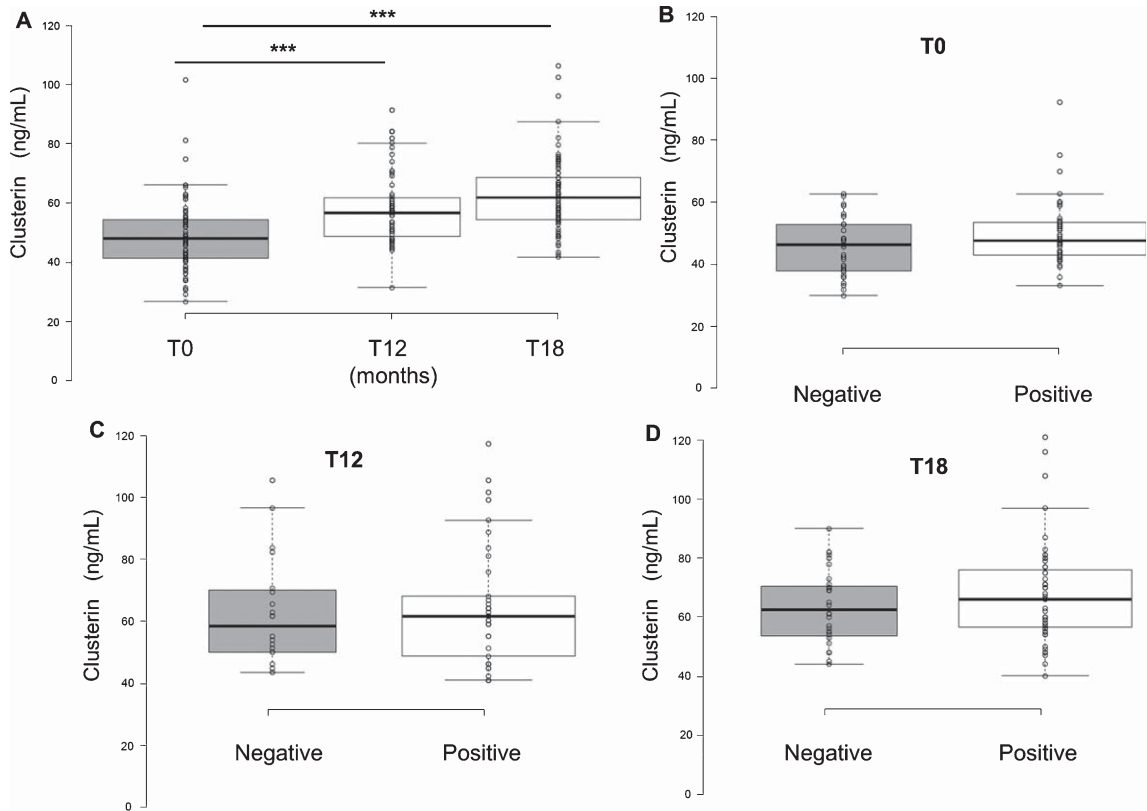 A
***
***
Clusterin (ng/mL)
120
100
80
60
40
20
0
T0
T12
T18
(months)
B
T0
Clusterin (ng/mL)
120
100
80
60
40
20
0
Negative
Positive
C
T12
Clusterin (ng/mL)
120
100
80
60
40
20
0
Negative
Positive
D
T18
Clusterin (ng/mL)
120
100
80
60
40
20
0
Negative
Positive